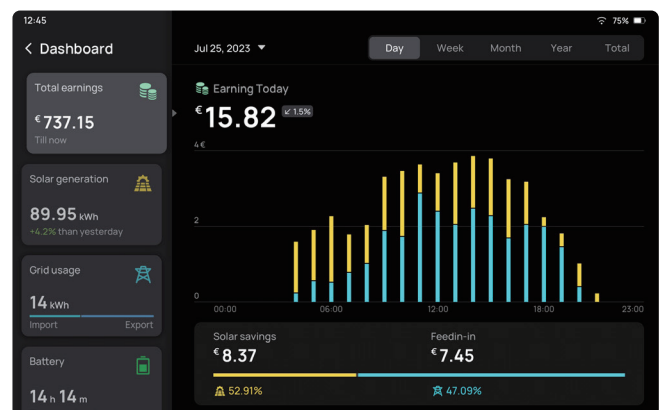 12:45
75%
Dashboard
Jul 25, 2023
Day
Week
Month
Year
Total
Total earnings
€737.15
Till now
Earning Today
€15.82
↙ 1.5%
4 €
2
0
00:00
06:00
12:00
18:00
23:00
Solar generation
89.95 kWh
+4.2% than yesterday
Grid usage
14 kWh
Import
Export
Battery
14 h 14 m
Solar savings
€8.37
52.91%
Feedin-in
€7.45
47.09%